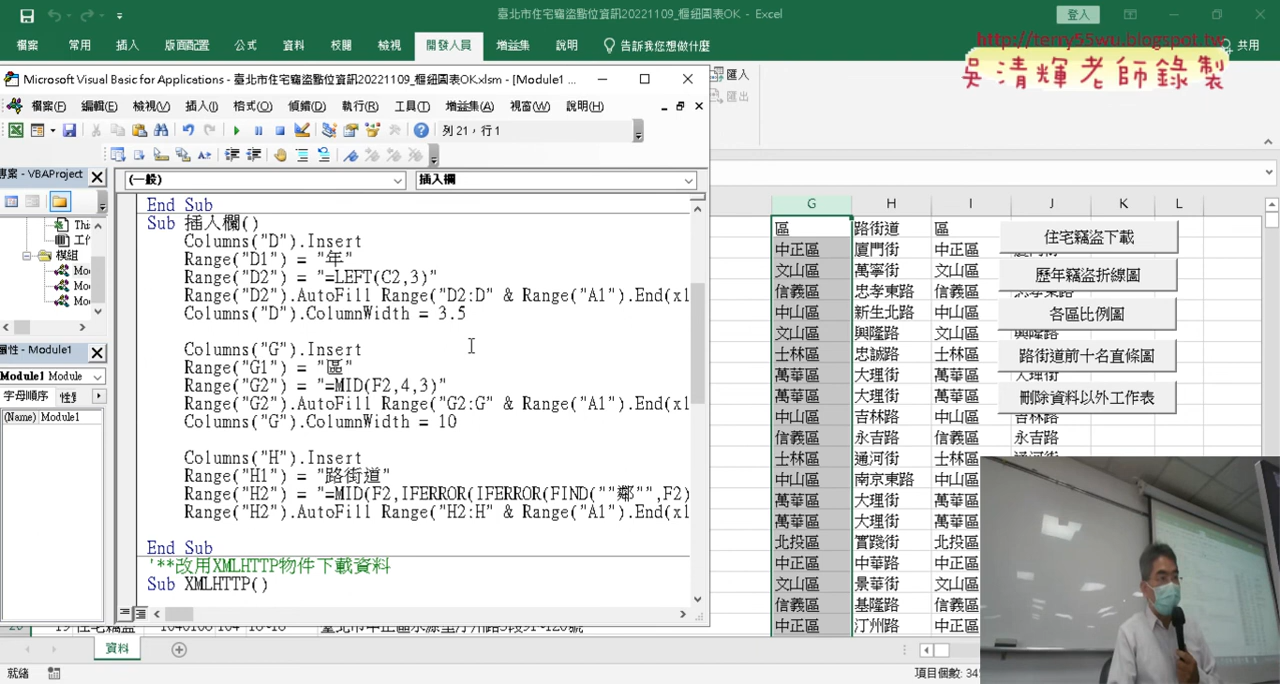 臺北市住宅竊盜點位資訊20221109_樞紐圖表OK - Excel
登入
檔案 常用 插入 版面配置 公式 資料 校閱 檢視 開發人員 增益集 說明 告訴我您想做什麼 共用
http://terry55wu.blogspot.tw
吳清輝老師錄製
匯入
匯出
Microsoft Visual Basic for Applications - 臺北市住宅竊盜點位資訊20221109_樞紐圖表OK.xlsm - [Module1 ...
檔案(F) 編輯(E) 檢視(V) 插入(I) 格式(O) 偵錯(D) 執行(R) 工具(T) 增益集(A) 視窗(W) 說明(H)
列 21，行 1
專案 - VBAProject
(一般) 插入欄
模組
屬性 - Module1
Module1 Module
字母順序
(Name) Module1
End Sub
Sub 插入欄()
Columns("D").Insert
Range("D1") = "年"
Range("D2") = "=LEFT(C2,3)"
Range("D2").AutoFill Range("D2:D" & Range("A1").End(xl
Columns("D").ColumnWidth = 3.5
Columns("G").Insert
Range("G1") = "區"
Range("G2") = "=MID(F2,4,3)"
Range("G2").AutoFill Range("G2:G" & Range("A1").End(xl
Columns("G").ColumnWidth = 10
Columns("H").Insert
Range("H1") = "路街道"
Range("H2") = "=MID(F2,IFERROR(IFERROR(FIND(""鄰"",F2)
Range("H2").AutoFill Range("H2:H" & Range("A1").End(xl
End Sub
'**改用XMLHTTP物件下載資料
Sub XMLHTTP()
G H I J K L
區 路街道 區
中正區 廈門街 中正區
文山區 萬寧街 文山區
信義區 忠孝東路 信義區
中山區 新生北路 中山區
文山區 興隆路 文山區
士林區 忠誠路 士林區
萬華區 大理街 萬華區
萬華區 大理街 萬華區
中山區 吉林路 中山區
信義區 永吉路 信義區 永吉路
士林區 通河街 士林區
中山區 南京東路 中山區
萬華區 大理街 萬華區
萬華區 大理街 萬華區
北投區 實踐街 北投區
中正區 中華路 中正區
文山區 景華街 文山區
信義區 基隆路 信義區
中正區 汀州路 中正區
住宅竊盜下載
歷年竊盜折線圖
各區比例圖
路街道前十名直條圖
刪除資料以外工作表
資料
就緒
項目個數: 34